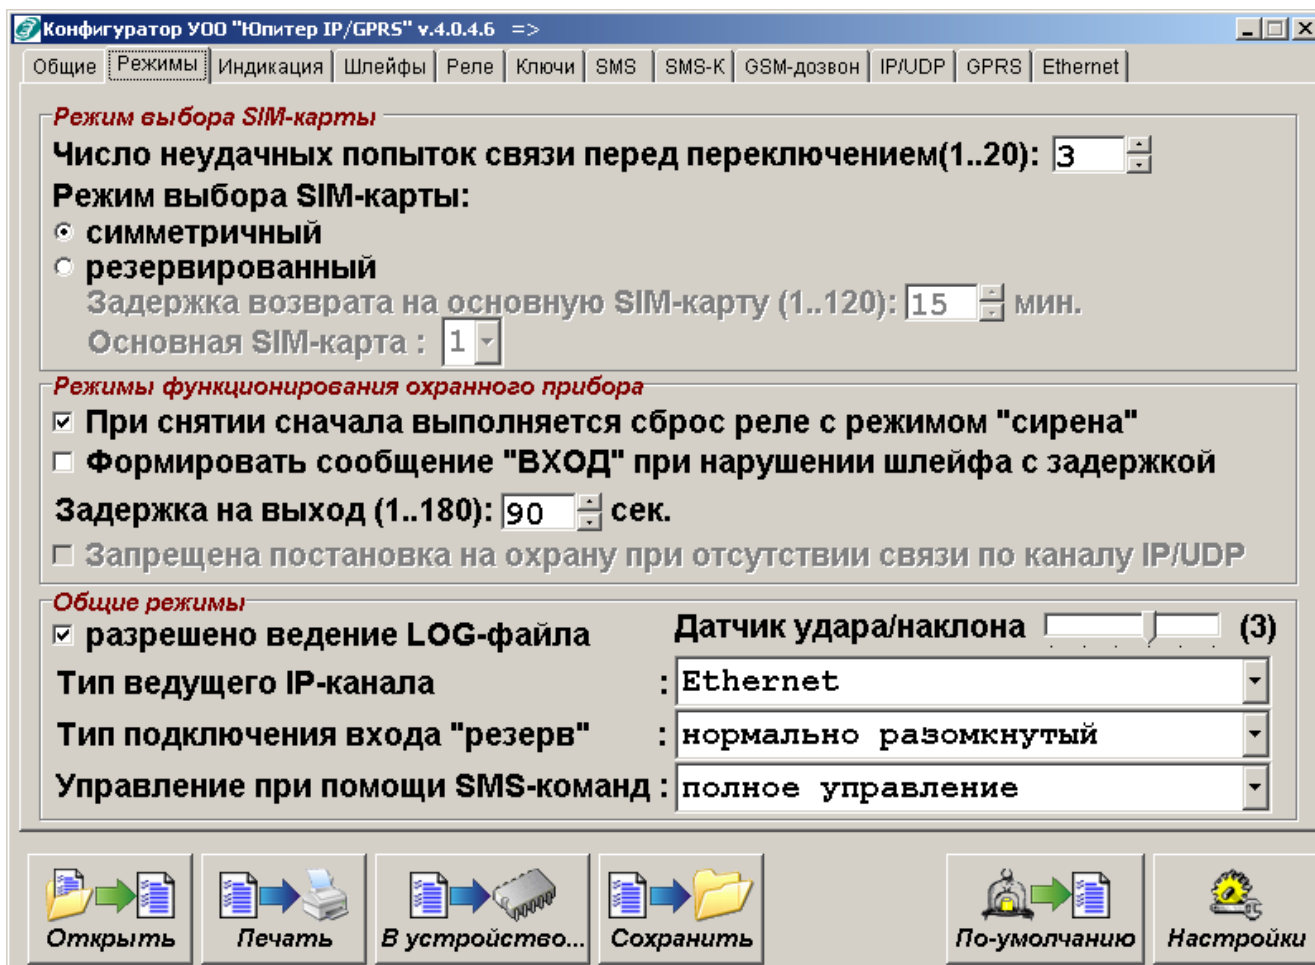 Конфигуратор УОО "Юпитер IP/GPRS" v.4.0.4.6 =>
Общие Режимы Индикация Шлейфы Реле Ключи SMS SMS-К GSM-дозвон IP/UDP GPRS Ethernet
Режим выбора SIM-карты
Число неудачных попыток связи перед переключением(1..20): 3
Режим выбора SIM-карты:
симметричный
резервированный
Задержка возврата на основную SIM-карту (1..120): 15 мин.
Основная SIM-карта : 1
Режимы функционирования охранного прибора
При снятии сначала выполняется сброс реле с режимом "сирена"
Формировать сообщение "ВХОД" при нарушении шлейфа с задержкой
Задержка на выход (1..180): 90 сек.
Запрещена постановка на охрану при отсутствии связи по каналу IP/UDP
Общие режимы
разрешено ведение LOG-файла Датчик удара/наклона (3)
Тип ведущего IP-канала : Ethernet
Тип подключения входа "резерв" : нормально разомкнутый
Управление при помощи SMS-команд : полное управление
Открыть Печать В устройство... Сохранить По-умолчанию Настройки